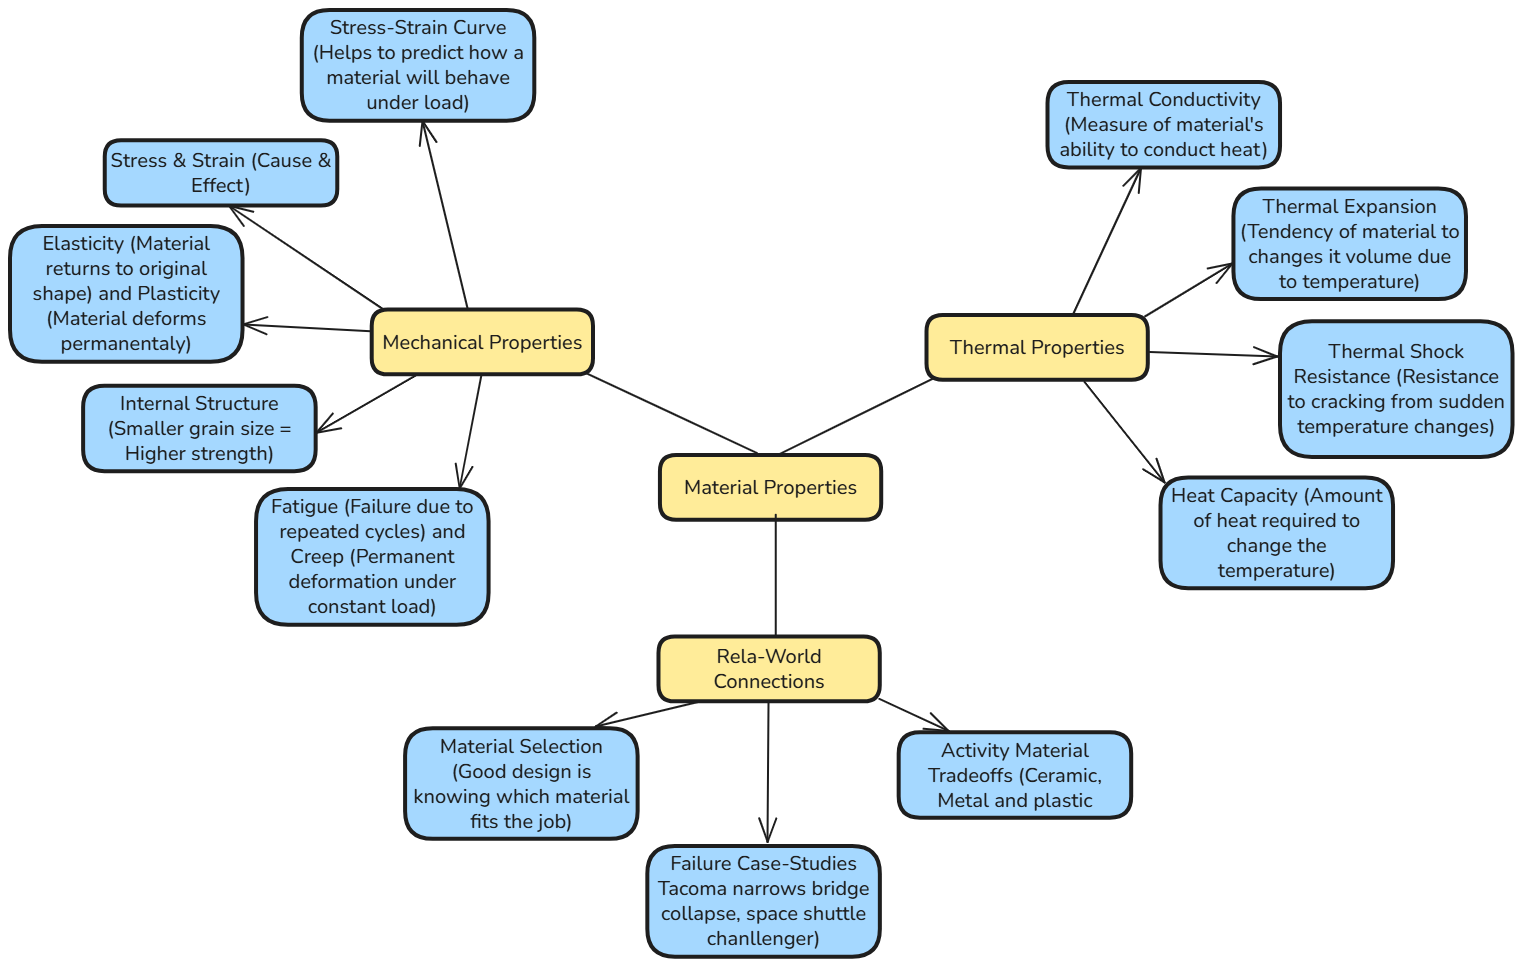 Stress-Strain Curve
(Helps to predict how a
material will behave
under load)
Stress & Strain (Cause &
Effect)
Elasticity (Material
returns to original
shape) and Plasticity
(Material deforms
permanentaly)
Internal Structure
(Smaller grain size =
Higher strength)
Fatigue (Failure due to
repeated cycles) and
Creep (Permanent
deformation under
constant load)
Mechanical Properties
Thermal Conductivity
(Measure of material's
ability to conduct heat)
Thermal Expansion
(Tendency of material to
changes it volume due
to temperature)
Thermal Shock
Resistance (Resistance
to cracking from sudden
temperature changes)
Heat Capacity (Amount
of heat required to
change the
temperature)
Thermal Properties
Material Properties
Rela-World
Connections
Material Selection
(Good design is
knowing which material
fits the job)
Failure Case-Studies
Tacoma narrows bridge
collapse, space shuttle
chanllenger)
Activity Material
Tradeoffs (Ceramic,
Metal and plastic